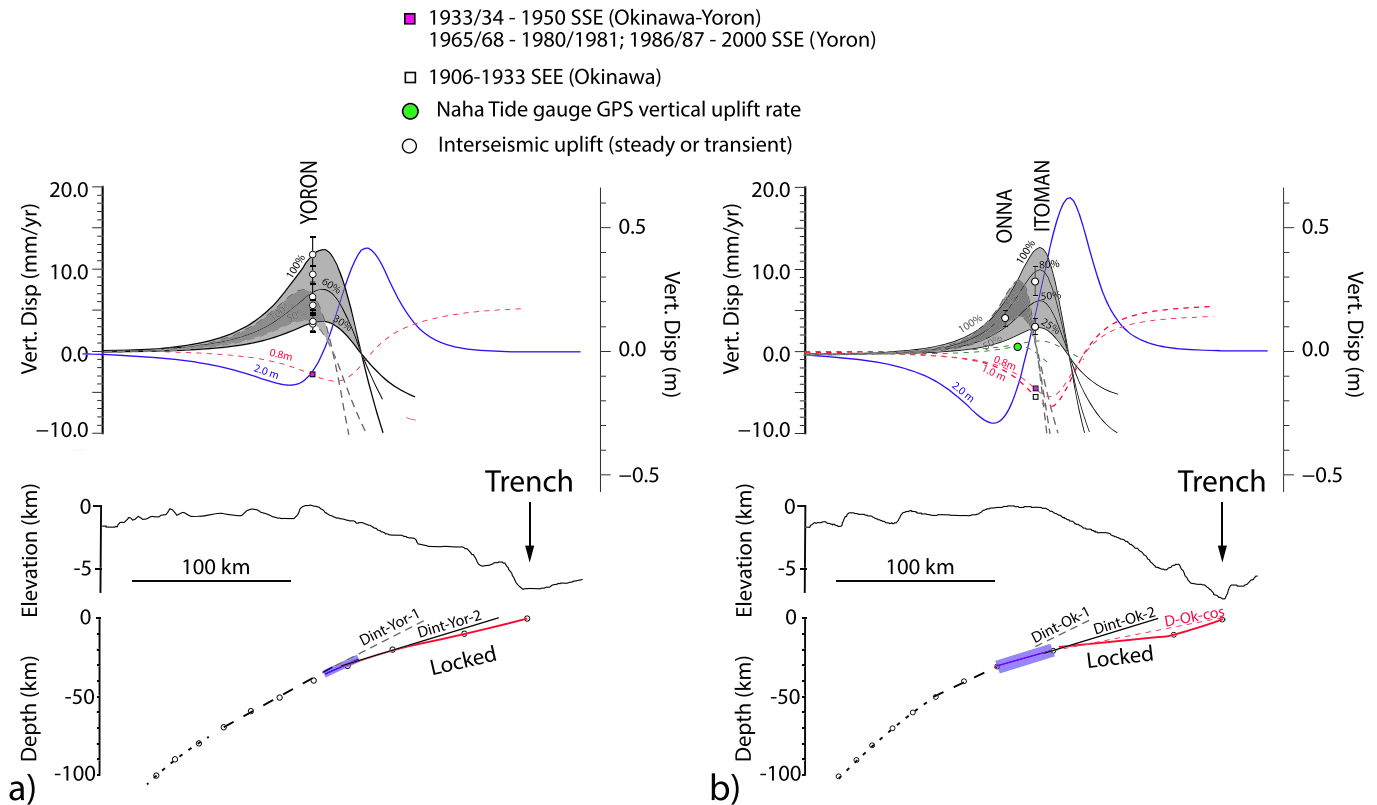 1933/34 - 1950 SSE (Okinawa-Yoron)
1965/68 - 1980/1981; 1986/87 - 2000 SSE (Yoron)
1906-1933 SEE (Okinawa)
Naha Tide gauge GPS vertical uplift rate
Interseismic uplift (steady or transient)
Vert. Disp (mm/yr)
20.0
10.0
0.0
−10.0
YORON
100%
60%
30%
0.8m
2.0 m
0.5
0.0
−0.5
Vert. Disp (m)
Trench
Elevation (km)
0
-5
100 km
Depth (km)
0
-50
-100
Dint-Yor-1
Dint-Yor-2
Locked
a)
Vert. Disp (mm/yr)
20.0
10.0
0.0
−10.0
ONNA
ITOMAN
100%
80%
50%
25%
100%
0.8m
1.0 m
2.0 m
0.5
0.0
−0.5
Vert. Disp (m)
Trench
Elevation (km)
0
-5
100 km
Depth (km)
0
-50
-100
Dint-Ok-1
Dint-Ok-2
D-Ok-cos
Locked
b)